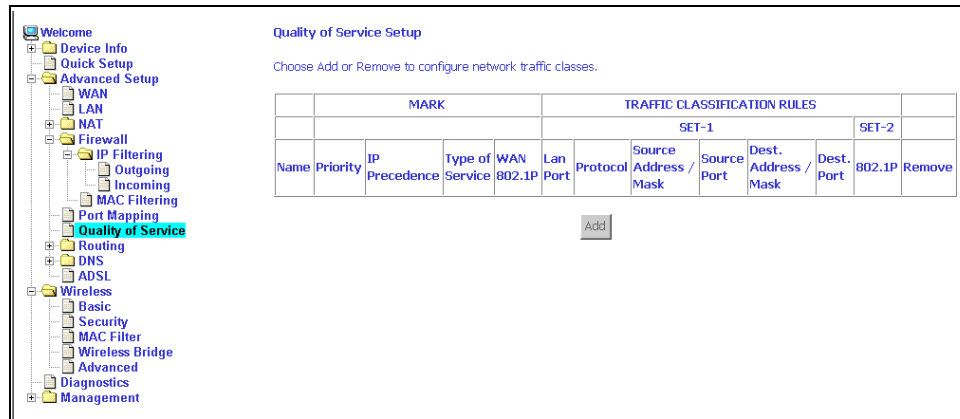 Welcome
Device Info
Quick Setup
Advanced Setup
WAN
LAN
NAT
Firewall
IP Filtering
Outgoing
Incoming
MAC Filtering
Port Mapping
Quality of Service
Routing
DNS
ADSL
Wireless
Basic
Security
MAC Filter
Wireless Bridge
Advanced
Diagnostics
Management
Quality of Service Setup
Choose Add or Remove to configure network traffic classes.
MARK TRAFFIC CLASSIFICATION RULES
SET-1 SET-2
Name Priority IP Precedence Type of Service WAN 802.1P Lan Port Protocol Source Address / Mask Source Port Dest. Address / Mask Dest. Port 802.1P Remove
Add